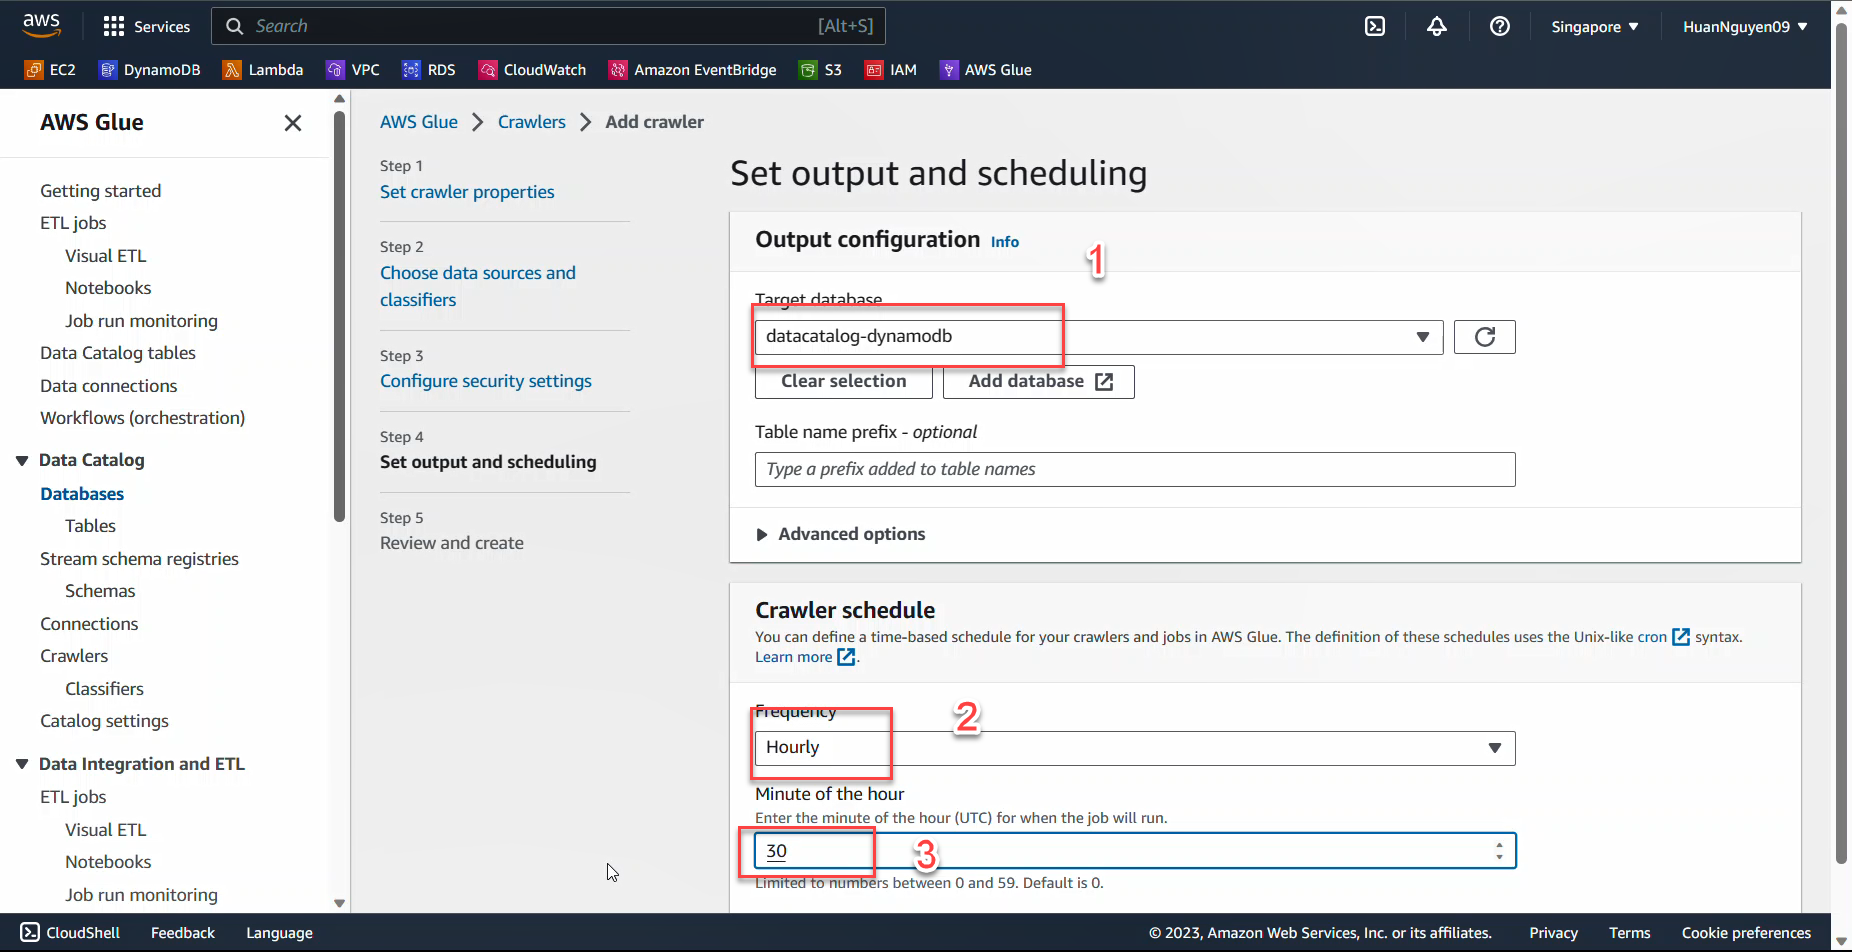 aws
Services
Search
[Alt+S]
Singapore
HuanNguyen09
EC2
DynamoDB
Lambda
VPC
RDS
CloudWatch
Amazon EventBridge
S3
IAM
AWS Glue
AWS Glue
Getting started
ETL jobs
Visual ETL
Notebooks
Job run monitoring
Data Catalog tables
Data connections
Workflows (orchestration)
Data Catalog
Databases
Tables
Stream schema registries
Schemas
Connections
Crawlers
Classifiers
Catalog settings
Data Integration and ETL
ETL jobs
Visual ETL
Notebooks
Job run monitoring
AWS Glue
Crawlers
Add crawler
Step 1
Set crawler properties
Step 2
Choose data sources and
classifiers
Step 3
Configure security settings
Step 4
Set output and scheduling
Step 5
Review and create
Set output and scheduling
Output configuration Info
1
Target database
datacatalog-dynamodb
Clear selection
Add database
Table name prefix - optional
Type a prefix added to table names
Advanced options
Crawler schedule
You can define a time-based schedule for your crawlers and jobs in AWS Glue. The definition of these schedules uses the Unix-like cron syntax.
Learn more .
Frequency
2
Hourly
Minute of the hour
Enter the minute of the hour (UTC) for when the job will run.
30
3
Limited to numbers between 0 and 59. Default is 0.
CloudShell
Feedback
Language
© 2023, Amazon Web Services, Inc. or its affiliates.
Privacy
Terms
Cookie preferences